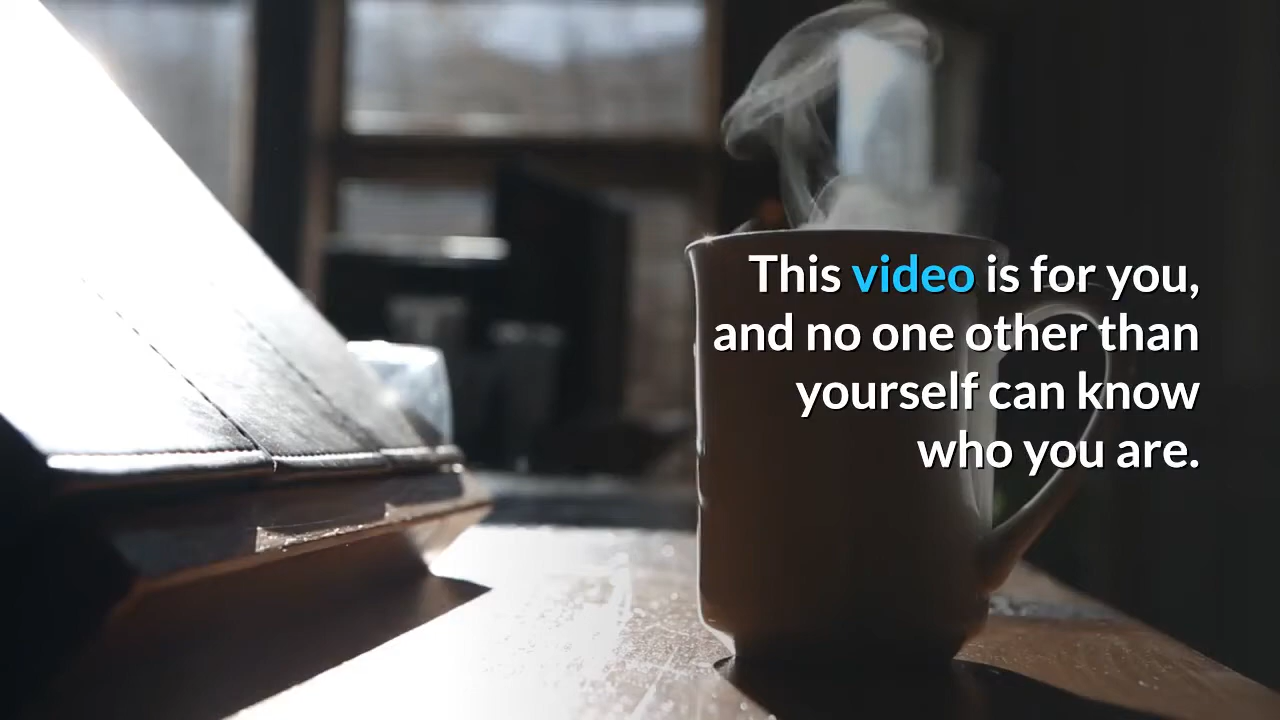 This video is for you,
and no one other than
yourself can know
who you are.